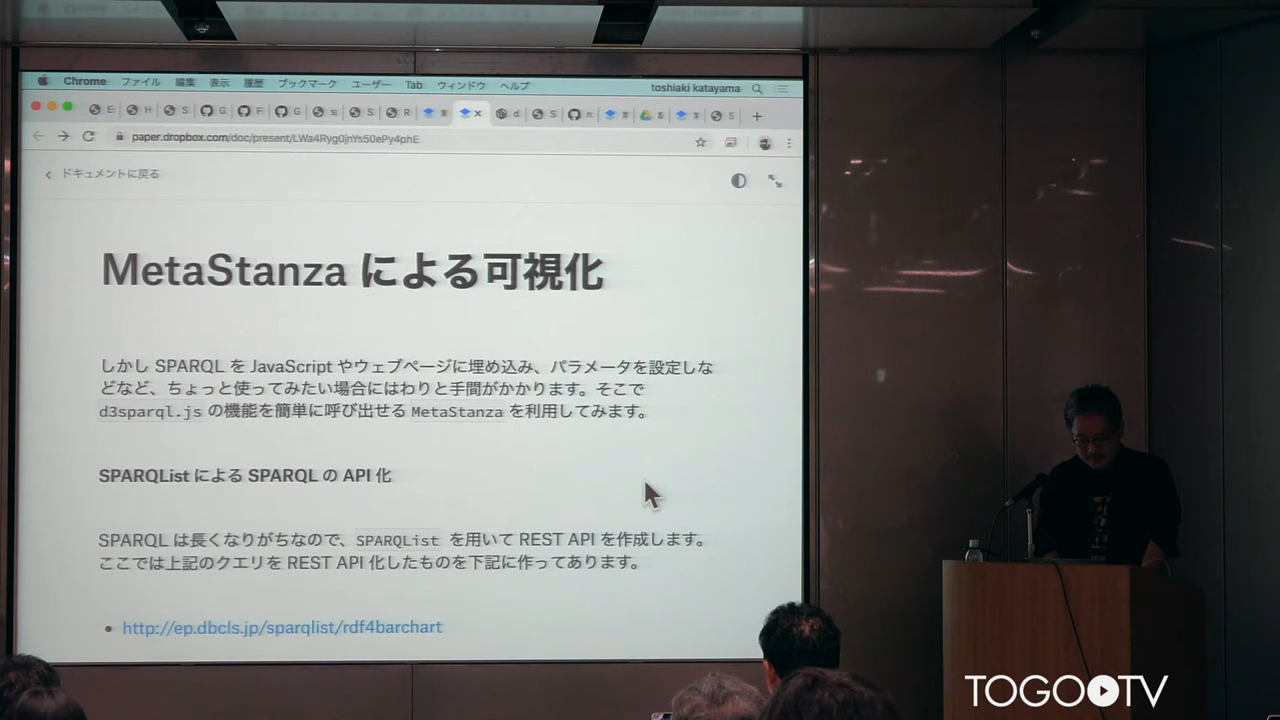 Chrome ファイル 編集 表示 履歴 ブックマーク ユーザー Tab ウィンドウ ヘルプ toshiaki katayama
paper.dropbox.com/doc/present/LWa4Ryg0jnYs50ePy4phE
ドキュメントに戻る
MetaStanza による可視化
しかし SPARQL を JavaScript やウェブページに埋め込み、パラメータを設定しな
どなど、ちょっと使ってみたい場合にはわりと手間がかかります。そこで
d3sparql.js の機能を簡単に呼び出せる MetaStanza を利用してみます。
SPARQList による SPARQL の API 化
SPARQL は長くなりがちなので、SPARQList を用いて REST API を作成します。
ここでは上記のクエリを REST API 化したものを下記に作ってあります。
• http://ep.dbcls.jp/sparqlist/rdf4barchart
TOGOTV